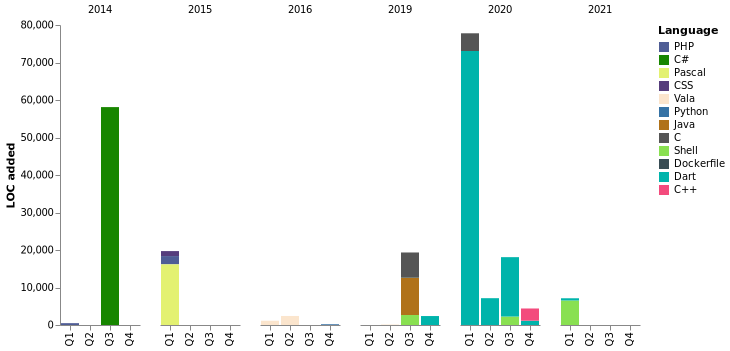 2014 2015 2016 2019 2020 2021
LOC added
80,000
70,000
60,000
50,000
40,000
30,000
20,000
10,000
0
Q1 Q2 Q3 Q4 Q1 Q2 Q3 Q4 Q1 Q2 Q3 Q4 Q1 Q2 Q3 Q4 Q1 Q2 Q3 Q4 Q1 Q2 Q3 Q4
Language
PHP
C#
Pascal
CSS
Vala
Python
Java
C
Shell
Dockerfile
Dart
C++